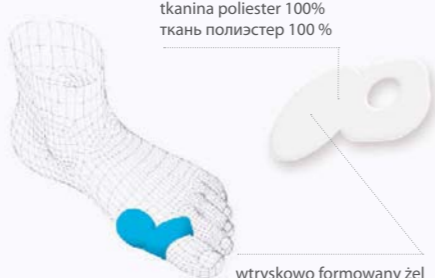 tkanina poliester 100%
ткань полиэстер 100 %
wtryskowo formowany żel